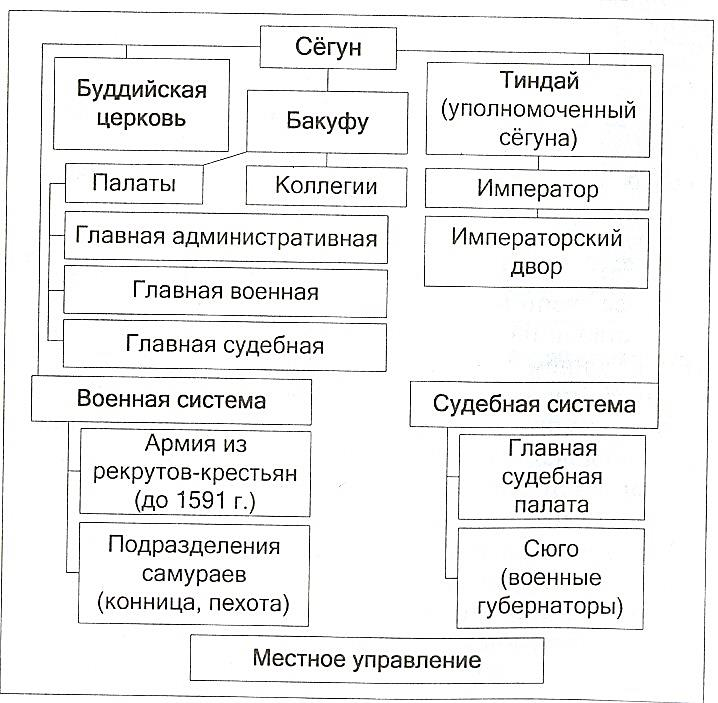 Сёгун
Буддийская
церковь
Бакуфу
Тиндай
(уполномоченный
сёгуна)
Палаты
Коллегии
Император
Главная административная
Императорский
двор
Главная военная
Главная судебная
Военная система
Судебная система
Армия из
рекрутов-крестьян
(до 1591 г.)
Главная
судебная
палата
Подразделения
самураев
(конница, пехота)
Сюго
(военные
губернаторы)
Местное управление